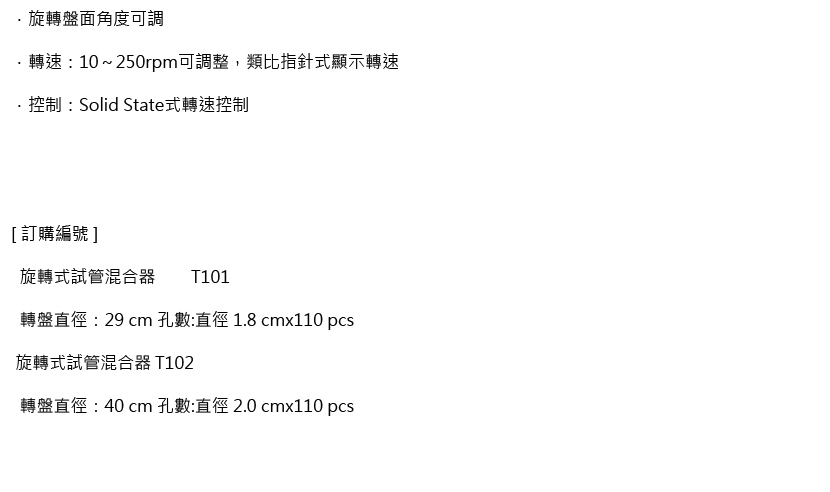 ．旋轉盤面角度可調
．轉速：10～250rpm可調整，類比指針式顯示轉速
．控制：Solid State式轉速控制
[ 訂購編號 ]
旋轉式試管混合器 T101
轉盤直徑：29 cm 孔數:直徑 1.8 cmx110 pcs
旋轉式試管混合器 T102
轉盤直徑：40 cm 孔數:直徑 2.0 cmx110 pcs